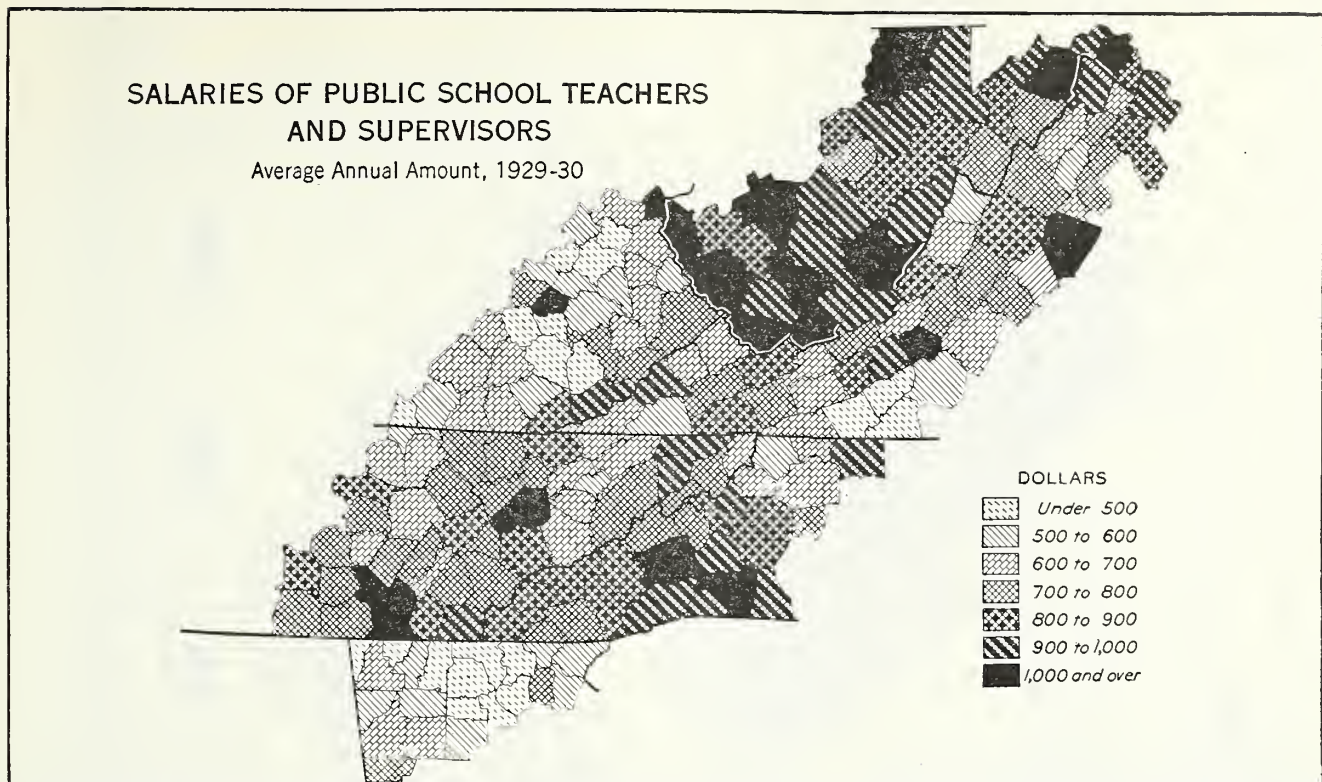 SALARIES OF PUBLIC SCHOOL TEACHERS
AND SUPERVISORS
Average Annual Amount, 1929-30
DOLLARS
Under 500
500 to 600
600 to 700
700 to 800
800 to 900
900 to 1,000
1,000 and over